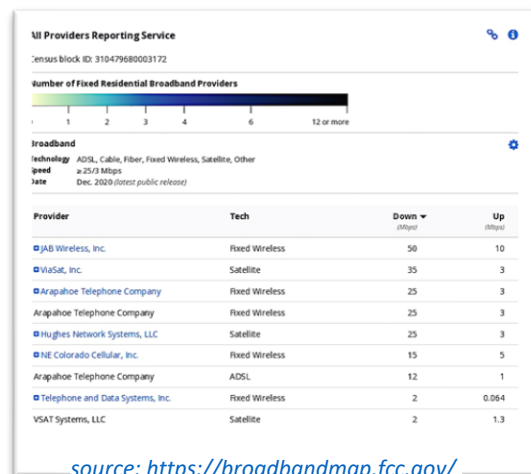 All Providers Reporting Service
Census block ID: 310479680003172
Number of Fixed Residential Broadband Providers
1 2 3 4 6 12 or more
Broadband
Technology ADSL, Cable, Fiber, Fixed Wireless, Satellite, Other
Speed ≥ 25/3 Mbps
Date Dec. 2020 (latest public release)
Provider Tech Down Up
(Mbps) (Mbps)
JAB Wireless, Inc. Fixed Wireless 50 10
ViaSat, Inc. Satellite 35 3
Arapahoe Telephone Company Fixed Wireless 25 3
Arapahoe Telephone Company Fixed Wireless 25 3
Hughes Network Systems, LLC Satellite 25 3
NE Colorado Cellular, Inc. Fixed Wireless 15 5
Arapahoe Telephone Company ADSL 12 1
Telephone and Data Systems, Inc. Fixed Wireless 2 0.064
VSAT Systems, LLC Satellite 2 1.3
source: https://broadbandmap.fcc.gov/